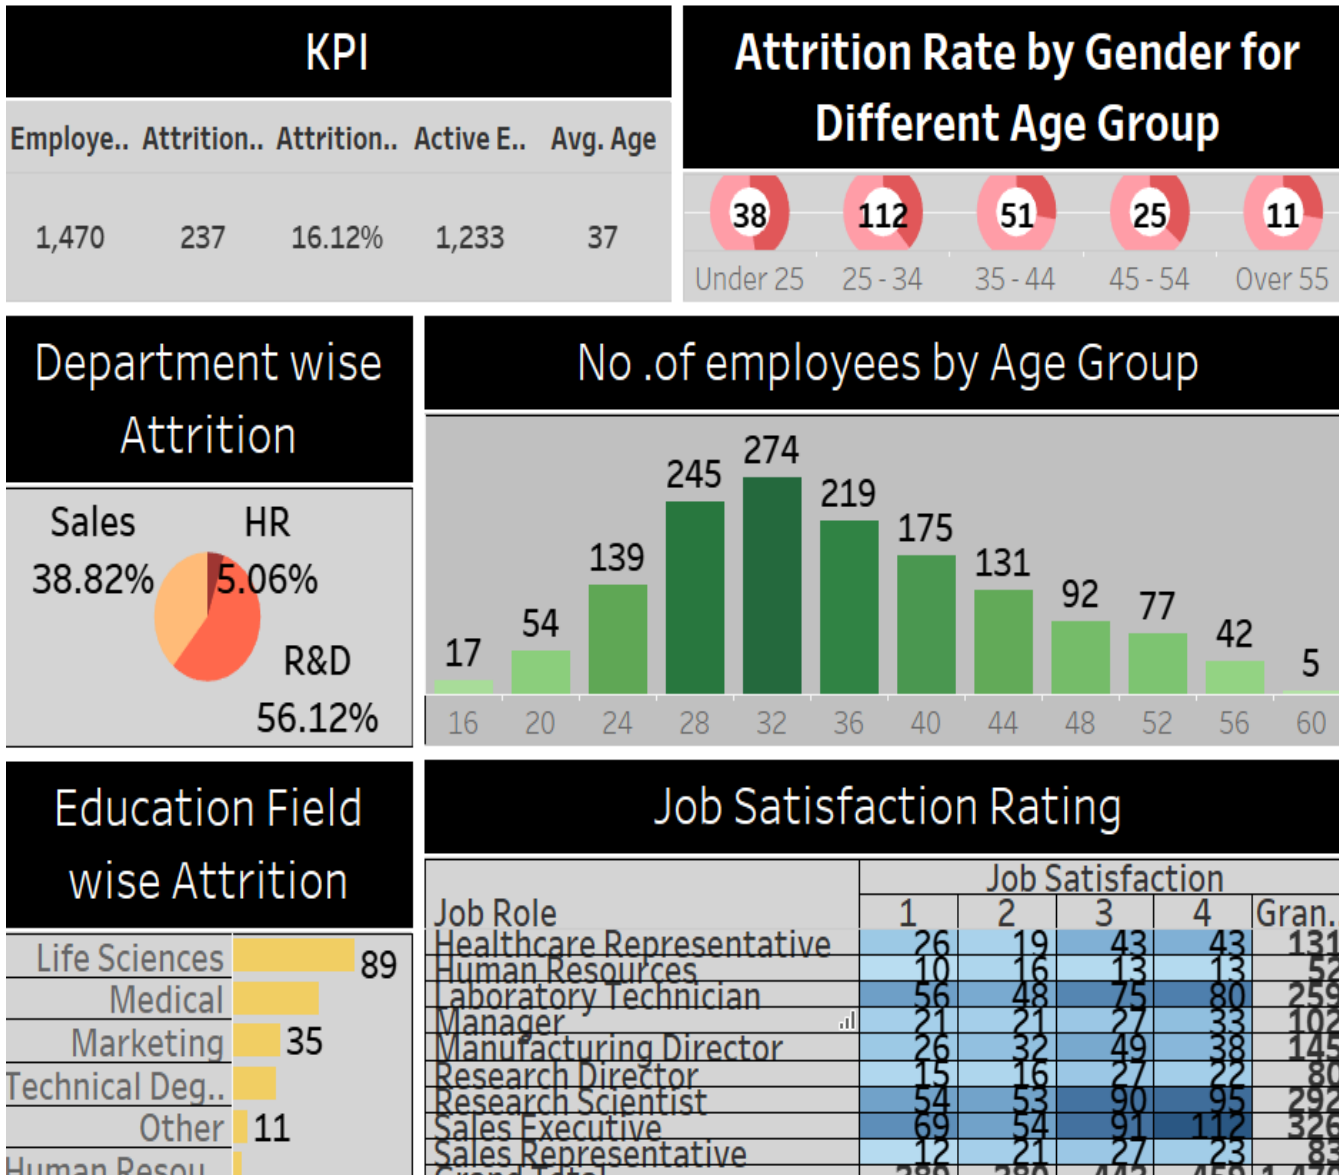 KPI
Employe.. Attrition.. Attrition.. Active E.. Avg. Age
1,470 237 16.12% 1,233 37
Attrition Rate by Gender for
Different Age Group
38 112 51 25 11
Under 25 25 - 34 35 - 44 45 - 54 Over 55
Department wise
Attrition
Sales HR
38.82% 5.06%
R&D
56.12%
No .of employees by Age Group
17 54 139 245 274 219 175 131 92 77 42 5
16 20 24 28 32 36 40 44 48 52 56 60
Education Field
wise Attrition
Life Sciences 89
Medical
Marketing 35
Technical Deg..
Other 11
Human Resou..
Job Satisfaction Rating
Job Satisfaction
Job Role 1 2 3 4 Gran..
Healthcare Representative 26 19 43 43 131
Human Resources 10 16 13 13 52
Laboratory Technician 56 48 75 80 259
Manager 21 21 27 33 102
Manufacturing Director 26 32 49 38 145
Research Director 15 16 27 22 80
Research Scientist 54 53 90 95 292
Sales Executive 69 54 91 112 326
Sales Representative 12 21 27 23 83
Grand Total